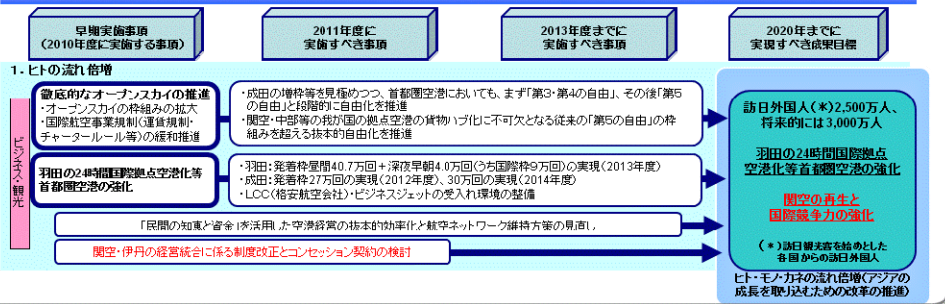 早期実施事項
(2010年度に実施する事項)
2011年度に
実施すべき事項
2013年度までに
実施すべき事項
2020年までに
実現すべき成果目標
1. ヒトの流れ倍増
ビジネス・観光
徹底的なオープンスカイの推進
・オープンスカイの枠組みの拡大
・国際航空事業規制(運賃規制・
チャータールール等)の緩和推進
・成田の増枠等を見極めつつ、首都圏空港においても、まず「第3・第4の自由」、その後「第5
の自由」と段階的に自由化を推進
・関空・中部等の我が国の拠点空港の貨物ハブ化に不可欠となる従来の「第5の自由」の枠
組みを超える抜本的自由化を推進
羽田の24時間国際拠点空港化等
首都圏空港の強化
・羽田:発着枠昼間40.7万回+深夜早朝4.0万回(うち国際枠9万回)の実現(2013年度)
・成田:発着枠27万回の実現(2012年度)、30万回の実現(2014年度)
・LCC(格安航空会社)・ビジネスジェットの受入れ環境の整備
「民間の知恵と資金」を活用した空港経営の抜本的効率化と航空ネットワーク維持方策の見直し
関空・伊丹の経営統合に係る制度改正とコンセッション契約の検討
訪日外国人(*)2,500万人、
将来的には3,000万人
羽田の24時間国際拠点
空港化等首都圏空港の強化
関空の再生と
国際競争力の強化
(*)訪日観光客を始めとした
各国からの訪日外国人
ヒト・モノ・カネの流れ倍増(アジアの
成長を取り込むための改革の推進)